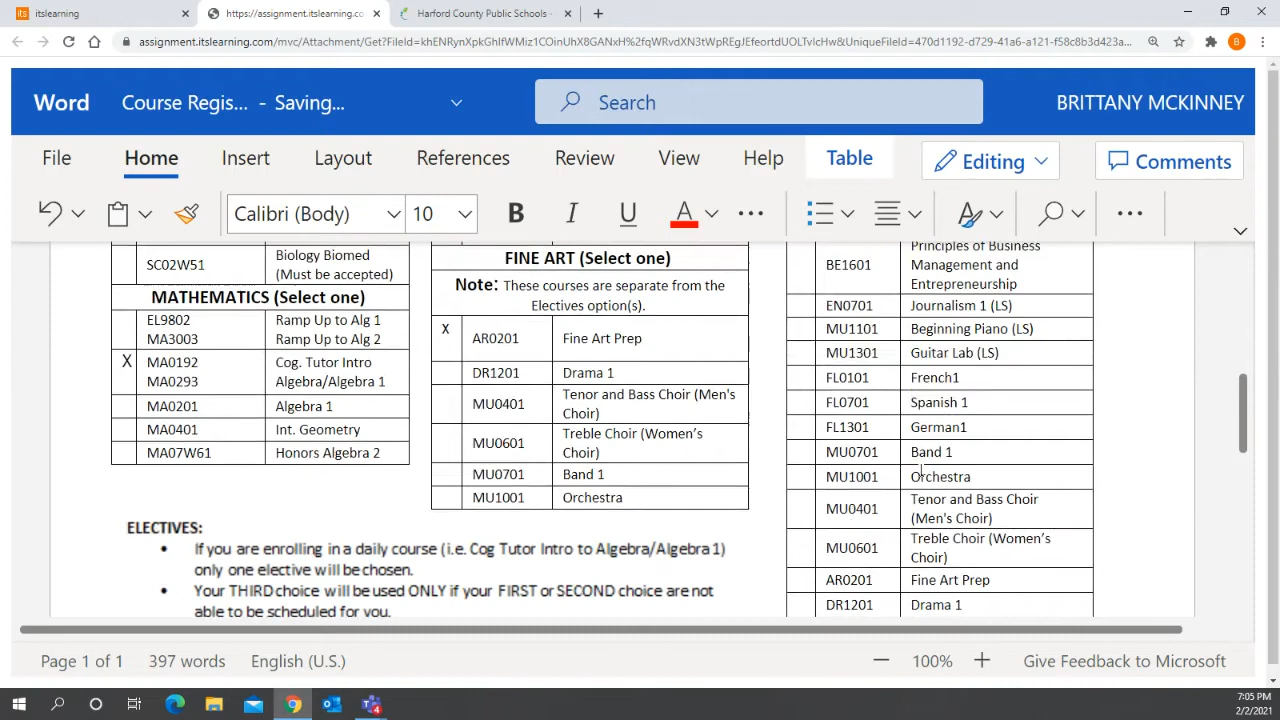 itslearning
https://assignment.itslearning.co
Harford County Public Schools -
https://assignment.itslearning.com/mvc/Attachment/Get?FileId=khENRynXpkGhIfWMiz1COinUhX8GANxH%2fqWRvdXN3tWpREgJEfeortdUOLTvlcHw&UniqueFileId=470d1192-d729-41a6-a121-f58c8b3d423a...
B
Word
Course Regis... - Saving...
Search
BRITTANY MCKINNEY
File
Home
Insert
Layout
References
Review
View
Help
Table
Editing
Comments
Calibri (Body)
10
B
I
U
A
SC02W51
Biology Biomed
(Must be accepted)
MATHEMATICS (Select one)
EL9802
MA3003
Ramp Up to Alg 1
Ramp Up to Alg 2
X
MA0192
MA0293
Cog. Tutor Intro
Algebra/Algebra 1
MA0201
Algebra 1
MA0401
Int. Geometry
MA07W61
Honors Algebra 2
FINE ART (Select one)
Note: These courses are separate from the
Electives option(s).
X
AR0201
Fine Art Prep
DR1201
Drama 1
MU0401
Tenor and Bass Choir (Men's
Choir)
MU0601
Treble Choir (Women's
Choir)
MU0701
Band 1
MU1001
Orchestra
ELECTIVES:
• If you are enrolling in a daily course (i.e. Cog Tutor Intro to Algebra/Algebra 1)
only one elective will be chosen.
• Your THIRD choice will be used ONLY if your FIRST or SECOND choice are not
able to be scheduled for you.
BE1601
Principles of Business
Management and
Entrepreneurship
EN0701
Journalism 1 (LS)
MU1101
Beginning Piano (LS)
MU1301
Guitar Lab (LS)
FL0101
French1
FL0701
Spanish 1
FL1301
German1
MU0701
Band 1
MU1001
Orchestra
MU0401
Tenor and Bass Choir
(Men's Choir)
MU0601
Treble Choir (Women's
Choir)
AR0201
Fine Art Prep
DR1201
Drama 1
Page 1 of 1
397 words
English (U.S.)
100%
Give Feedback to Microsoft
7:05 PM
2/2/2021